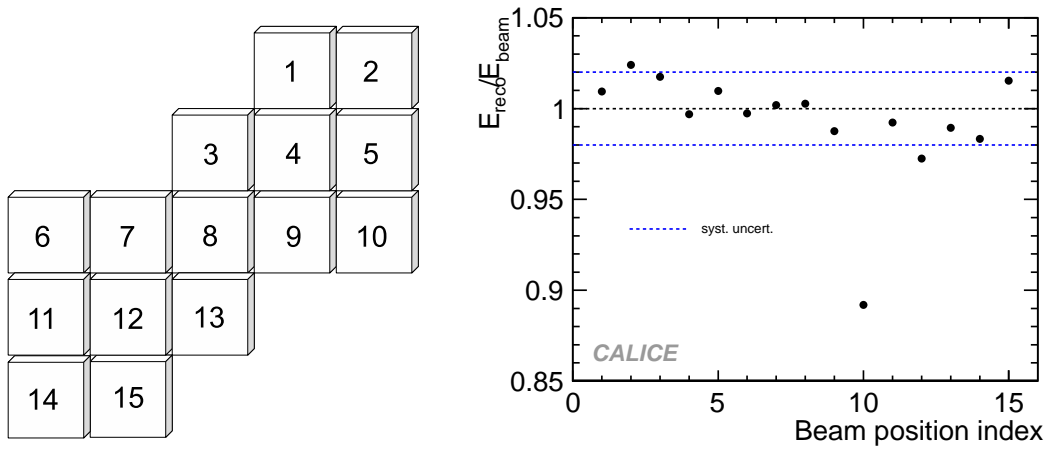 1 2
3 4 5
6 7 8 9 10
11 12 13
14 15
E_reco/E_beam
1.05
1
0.95
0.9
0.85
syst. uncert.
CALICE
0 5 10 15
Beam position index